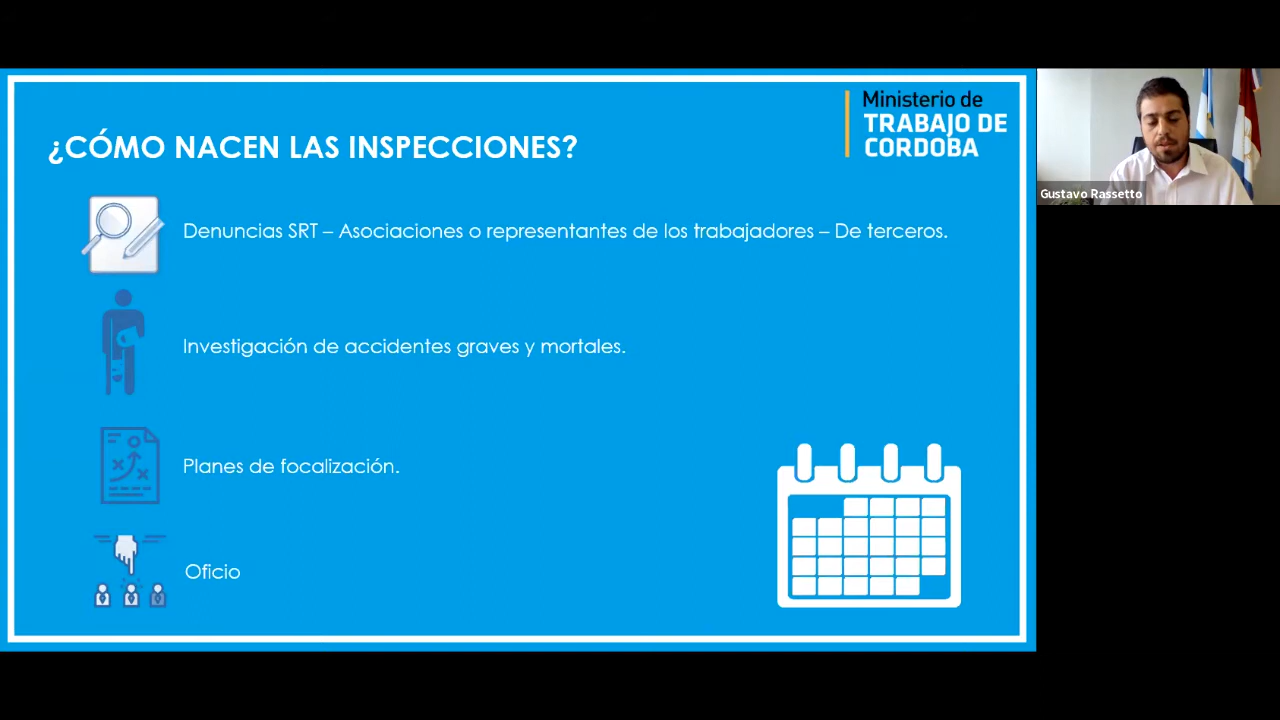 Ministerio de
TRABAJO DE
CORDOBA
¿CÓMO NACEN LAS INSPECCIONES?
Denuncias SRT – Asociaciones o representantes de los trabajadores – De terceros.
Investigación de accidentes graves y mortales.
Planes de focalización.
Oficio
Gustavo Rassetto